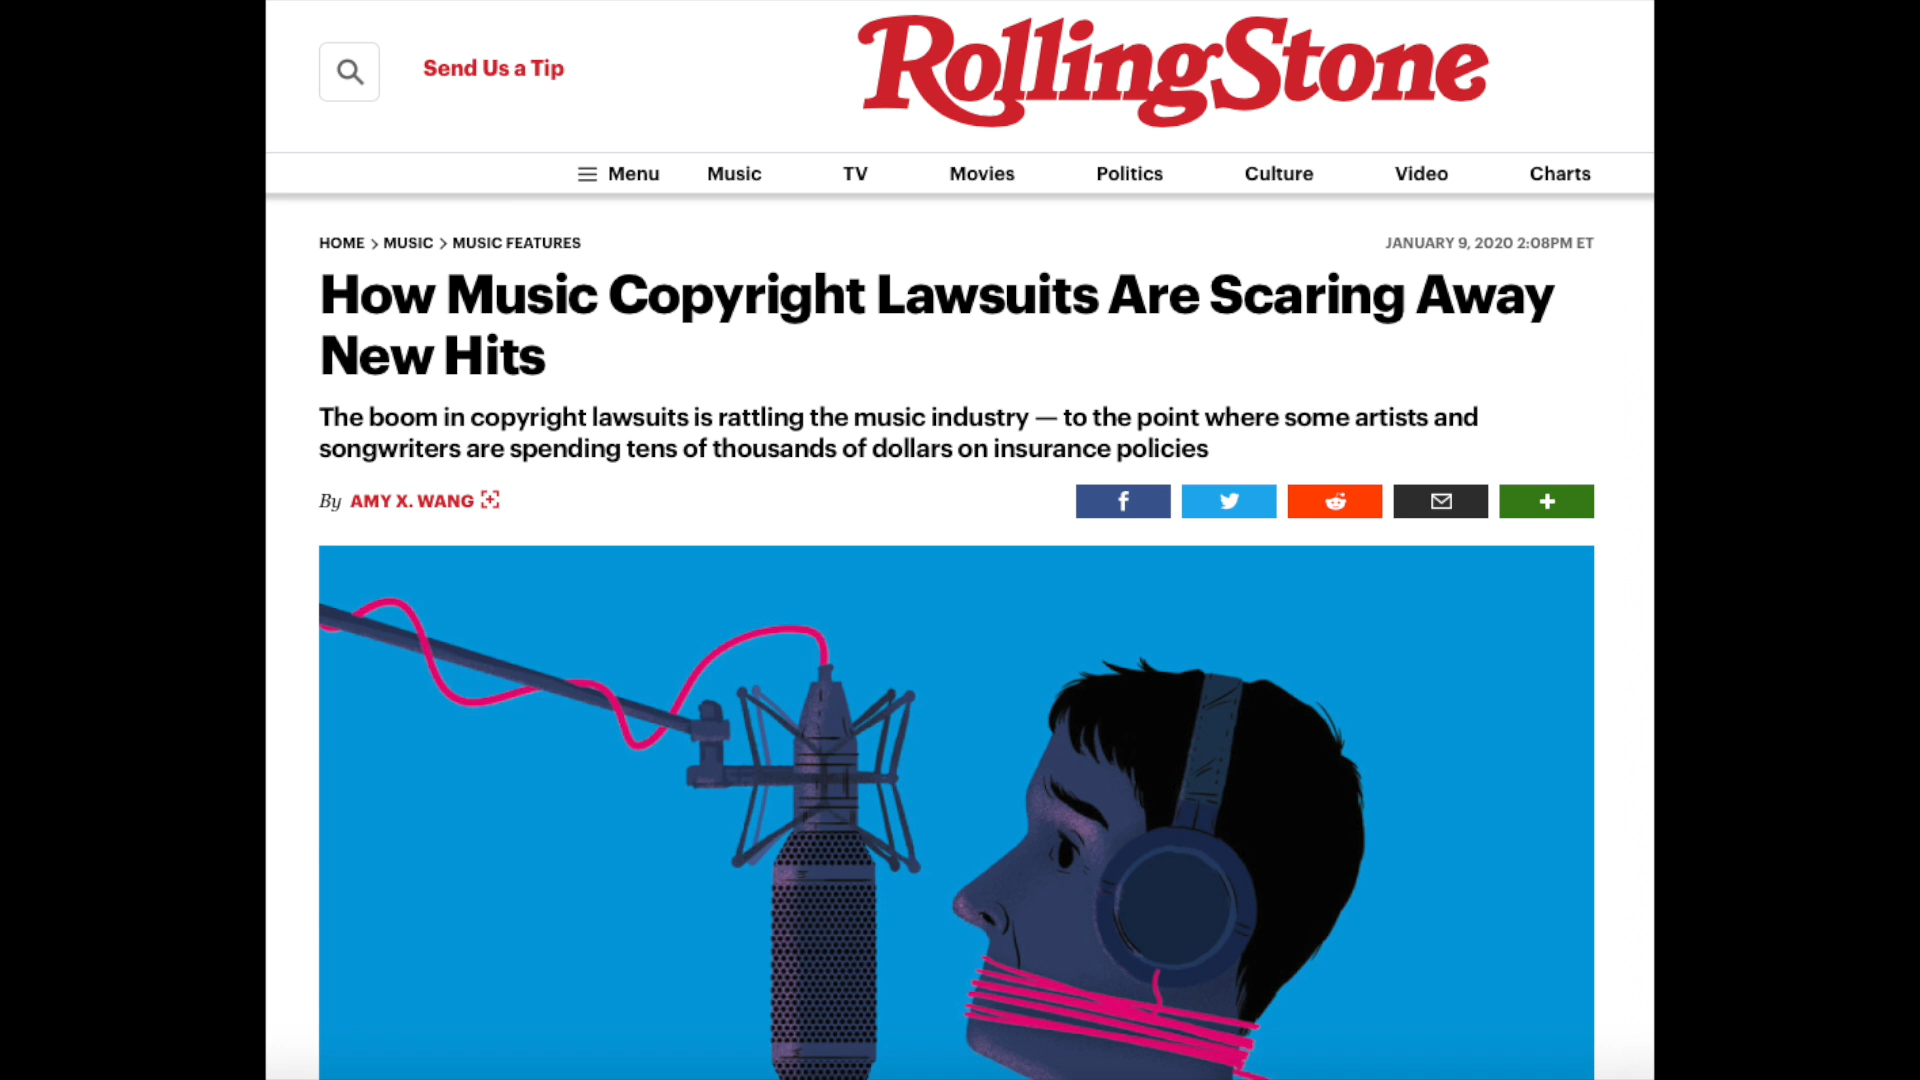 Send Us a Tip
RollingStone
Menu Music TV Movies Politics Culture Video Charts
HOME > MUSIC > MUSIC FEATURES
JANUARY 9, 2020 2:08PM ET
How Music Copyright Lawsuits Are Scaring Away
New Hits
The boom in copyright lawsuits is rattling the music industry — to the point where some artists and
songwriters are spending tens of thousands of dollars on insurance policies
By AMY X. WANG